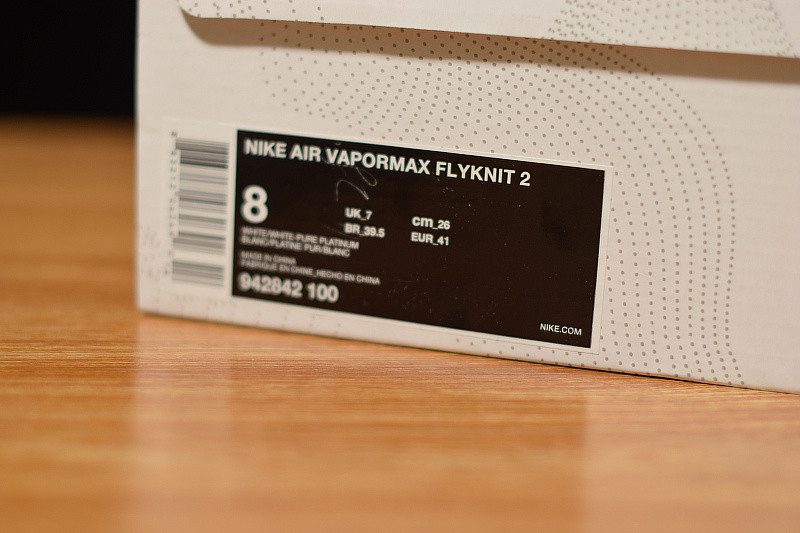 NIKE AIR VAPORMAX FLYKNIT 2
8
UK_7
cm_26
BR_39.5
EUR_41
WHITE/WHITE-PURE PLATINUM
BLANC/PLATINE PUR/BLANC
MADE IN CHINA
FABRIQUE EN CHINE_HECHO EN CHINA
942842 100
NIKE.COM